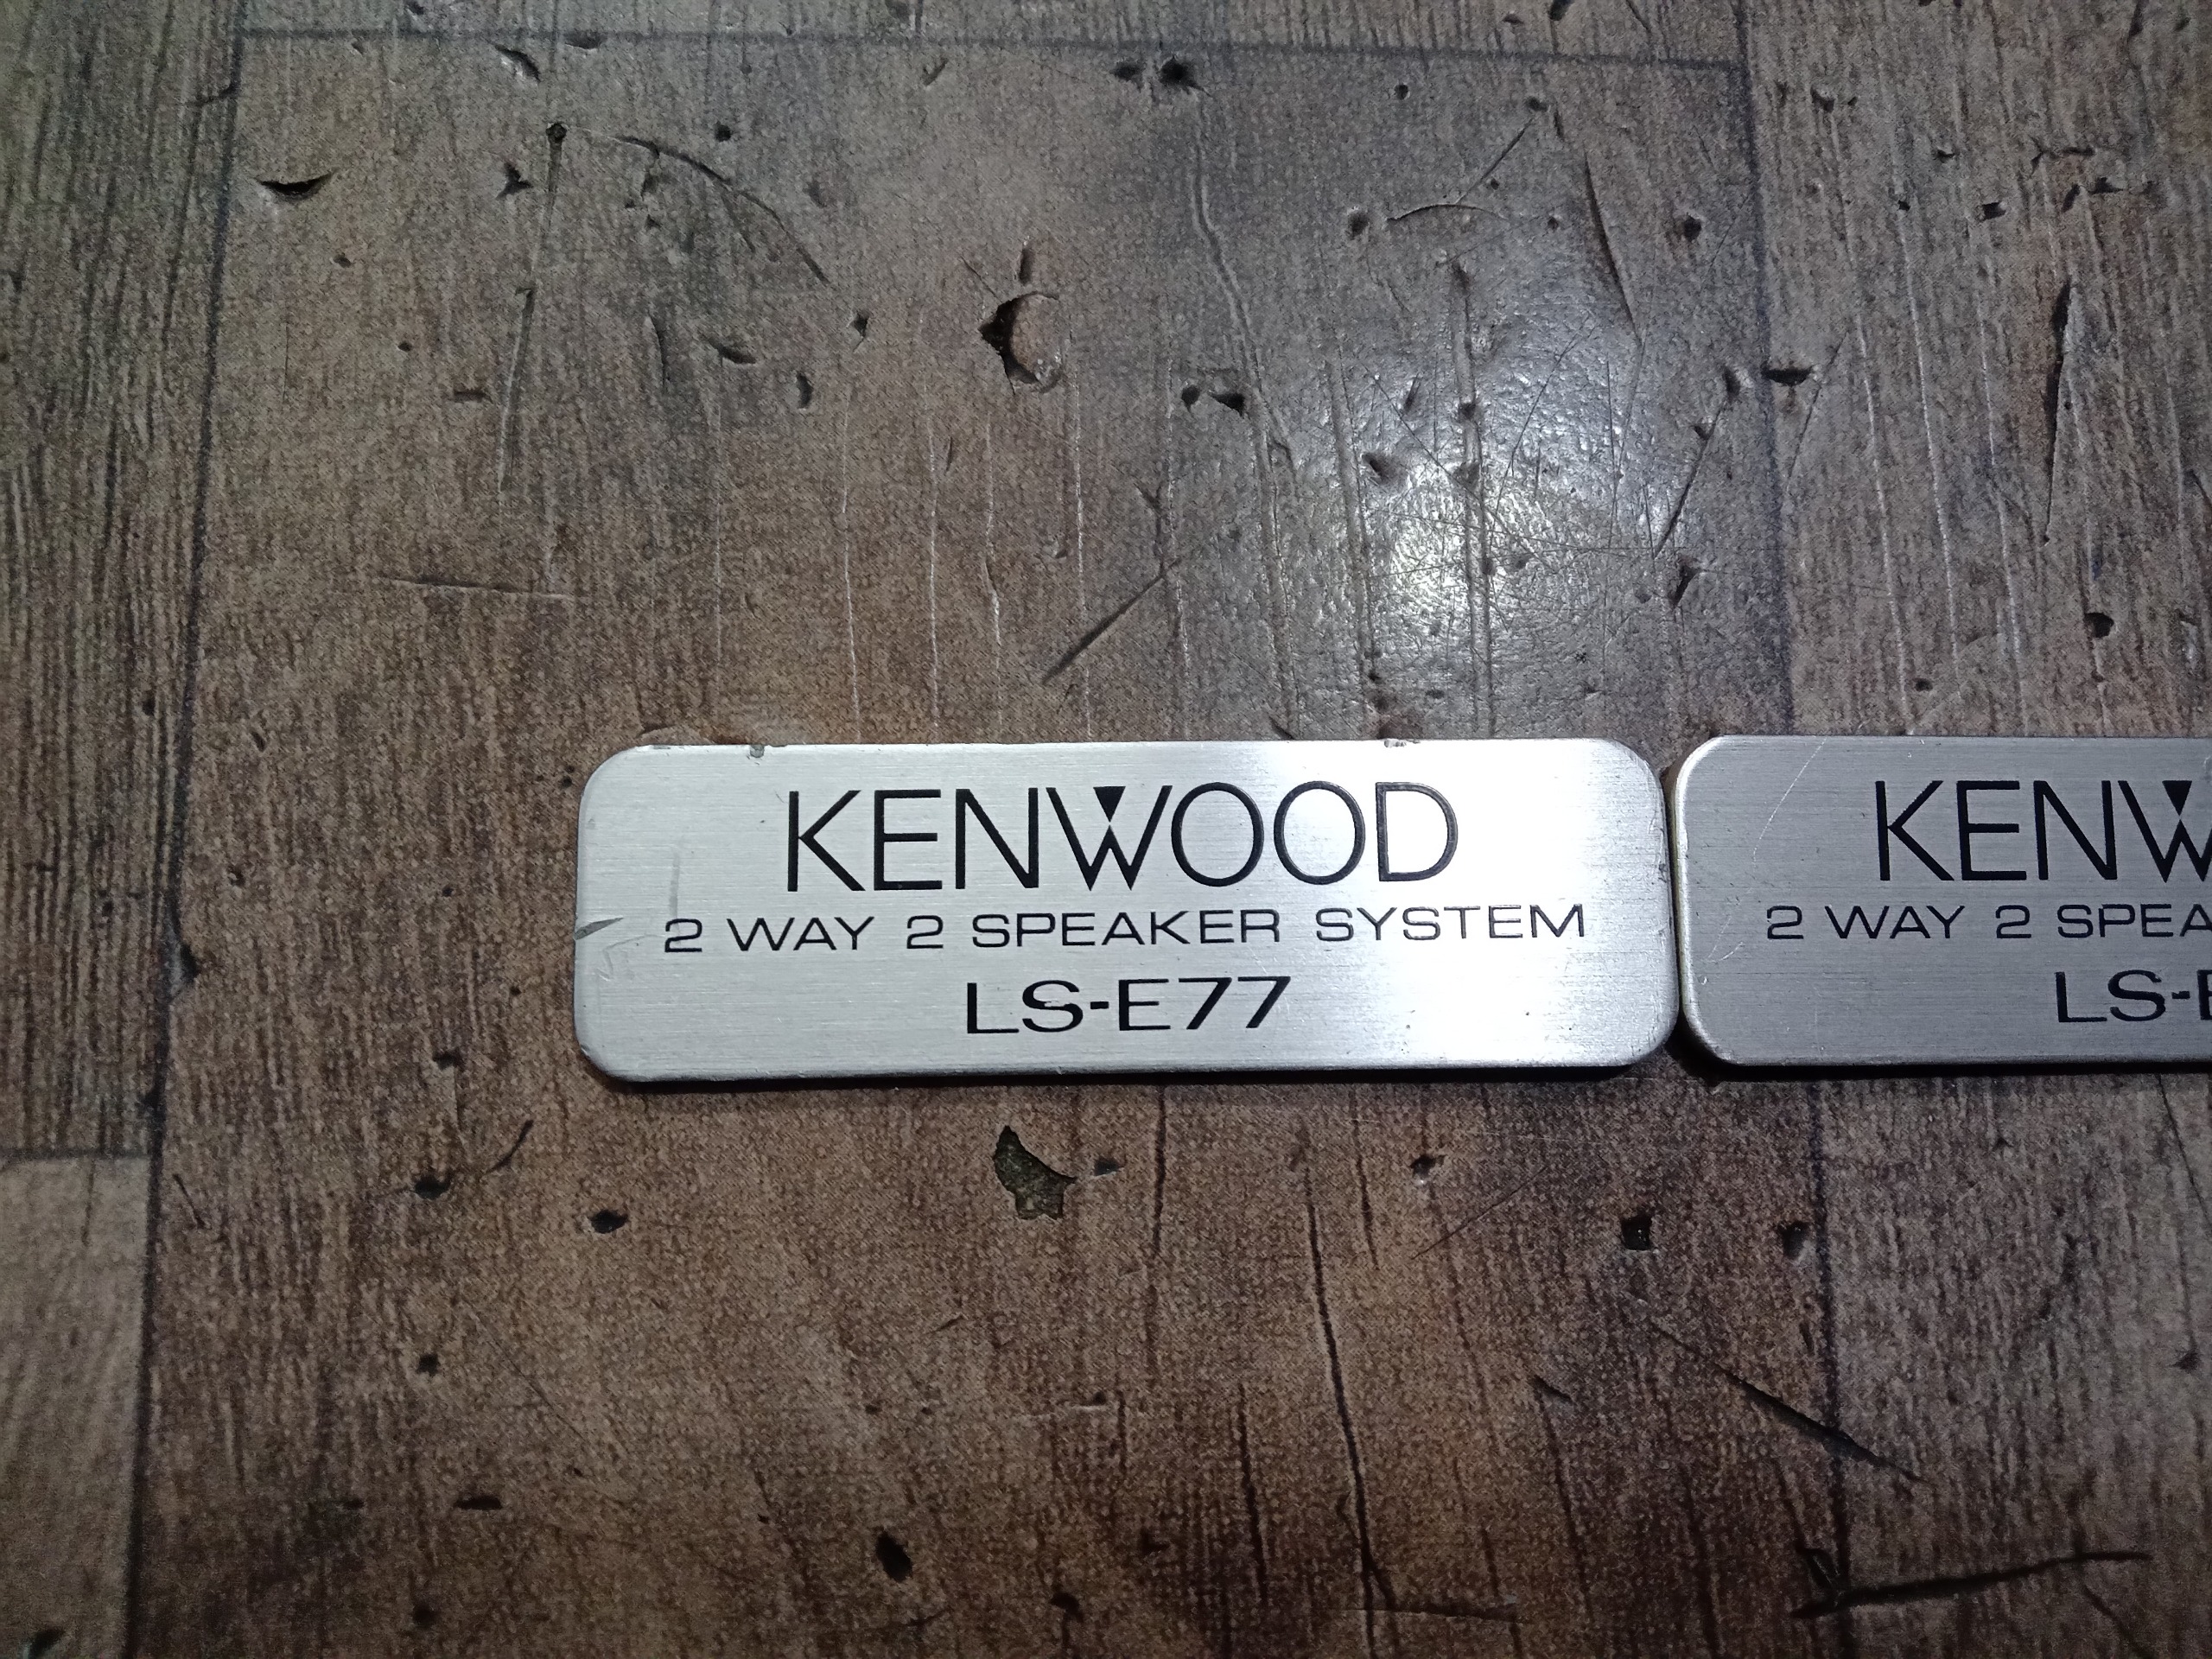 KENWOOD
2 WAY 2 SPEAKER SYSTEM
LS-E77
KENW
2 WAY 2 SPEA
LS-E